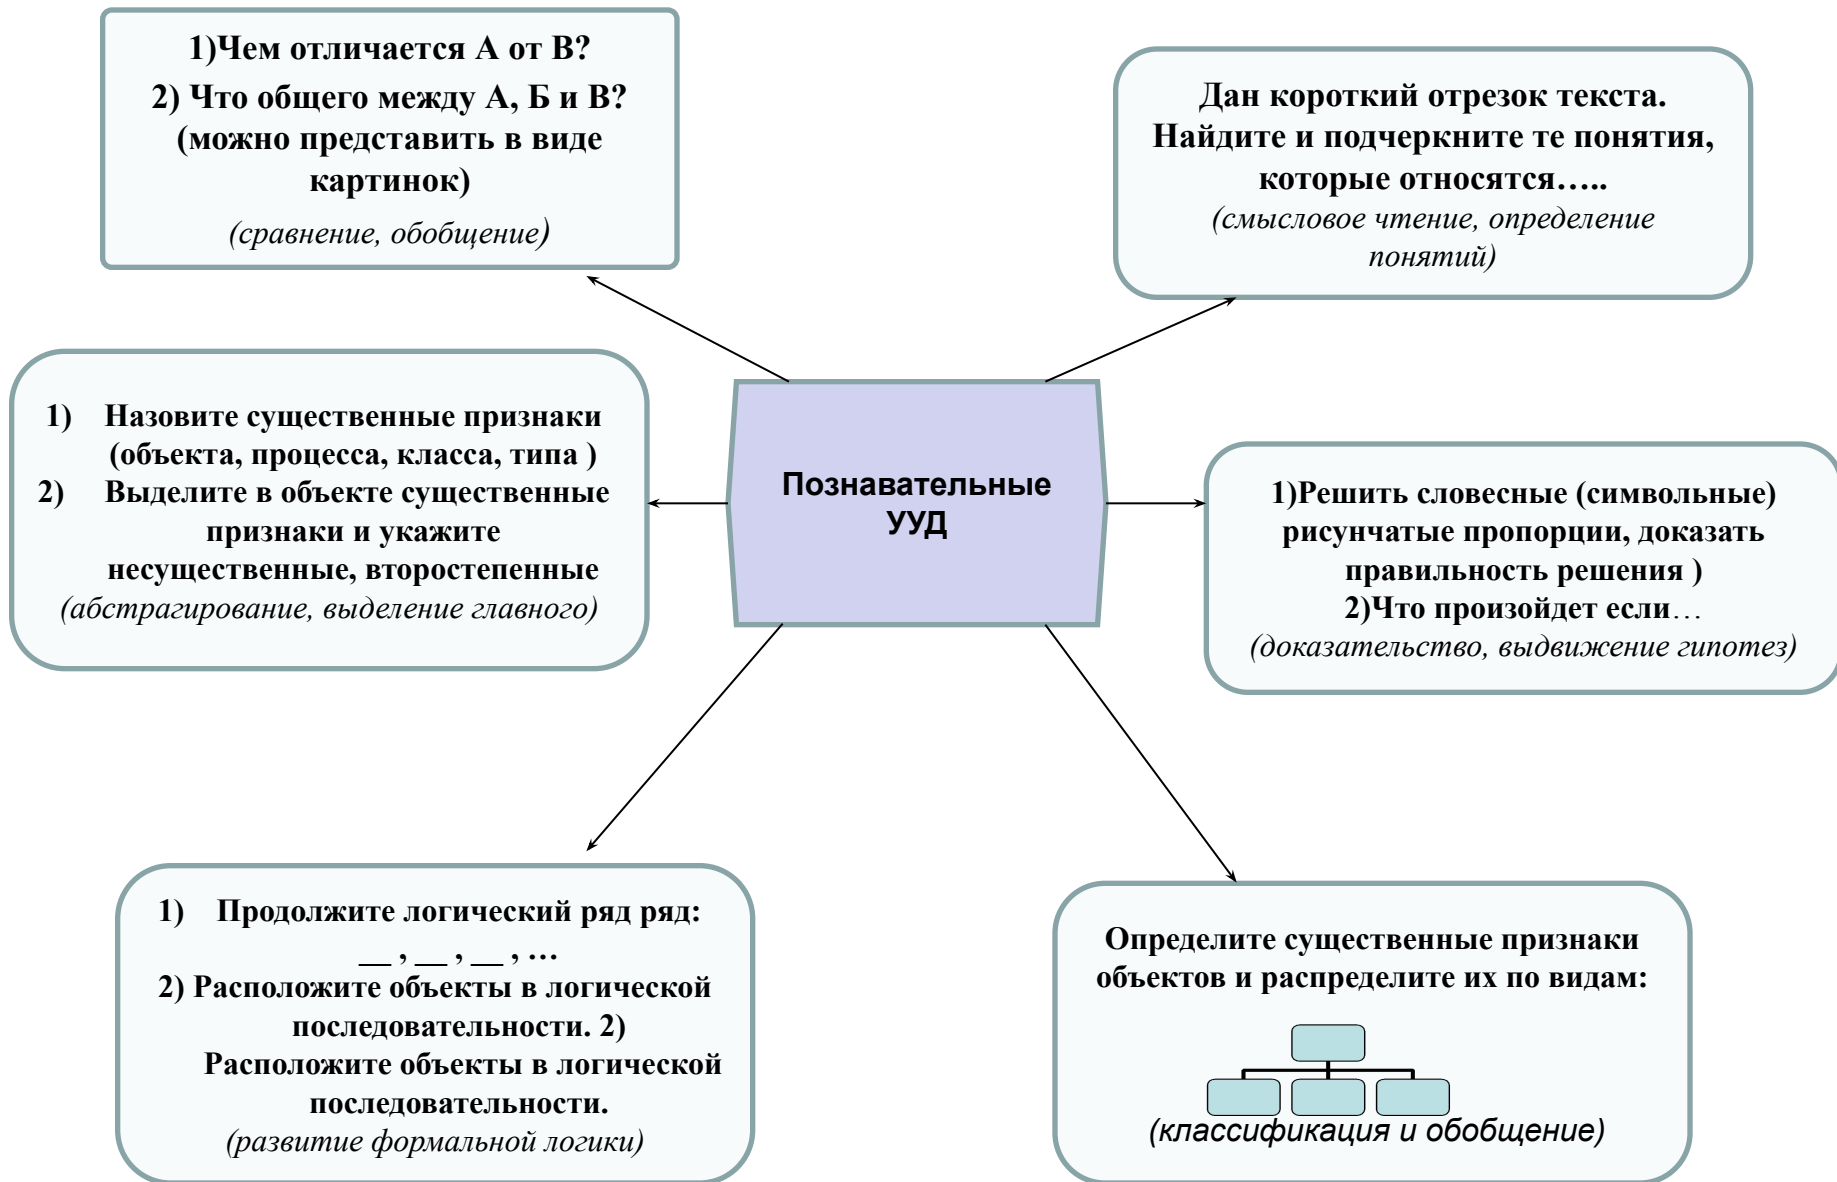 1)Чем отличается А от В?
2) Что общего между А, Б и В?
(можно представить в виде
картинок)
(сравнение, обобщение)
Дан короткий отрезок текста.
Найдите и подчеркните те понятия,
которые относятся…..
(смысловое чтение, определение
понятий)
1) Назовите существенные признаки
(объекта, процесса, класса, типа )
2) Выделите в объекте существенные
признаки и укажите
несущественные, второстепенные
(абстрагирование, выделение главного)
Познавательные
УУД
1)Решить словесные (символьные)
рисунчатые пропорции, доказать
правильность решения )
2)Что произойдет если…
(доказательство, выдвижение гипотез)
1) Продолжите логический ряд ряд:
__ , __ , __ , …
2) Расположите объекты в логической
последовательности. 2)
Расположите объекты в логической
последовательности.
(развитие формальной логики)
Определите существенные признаки
объектов и распределите их по видам:
(классификация и обобщение)